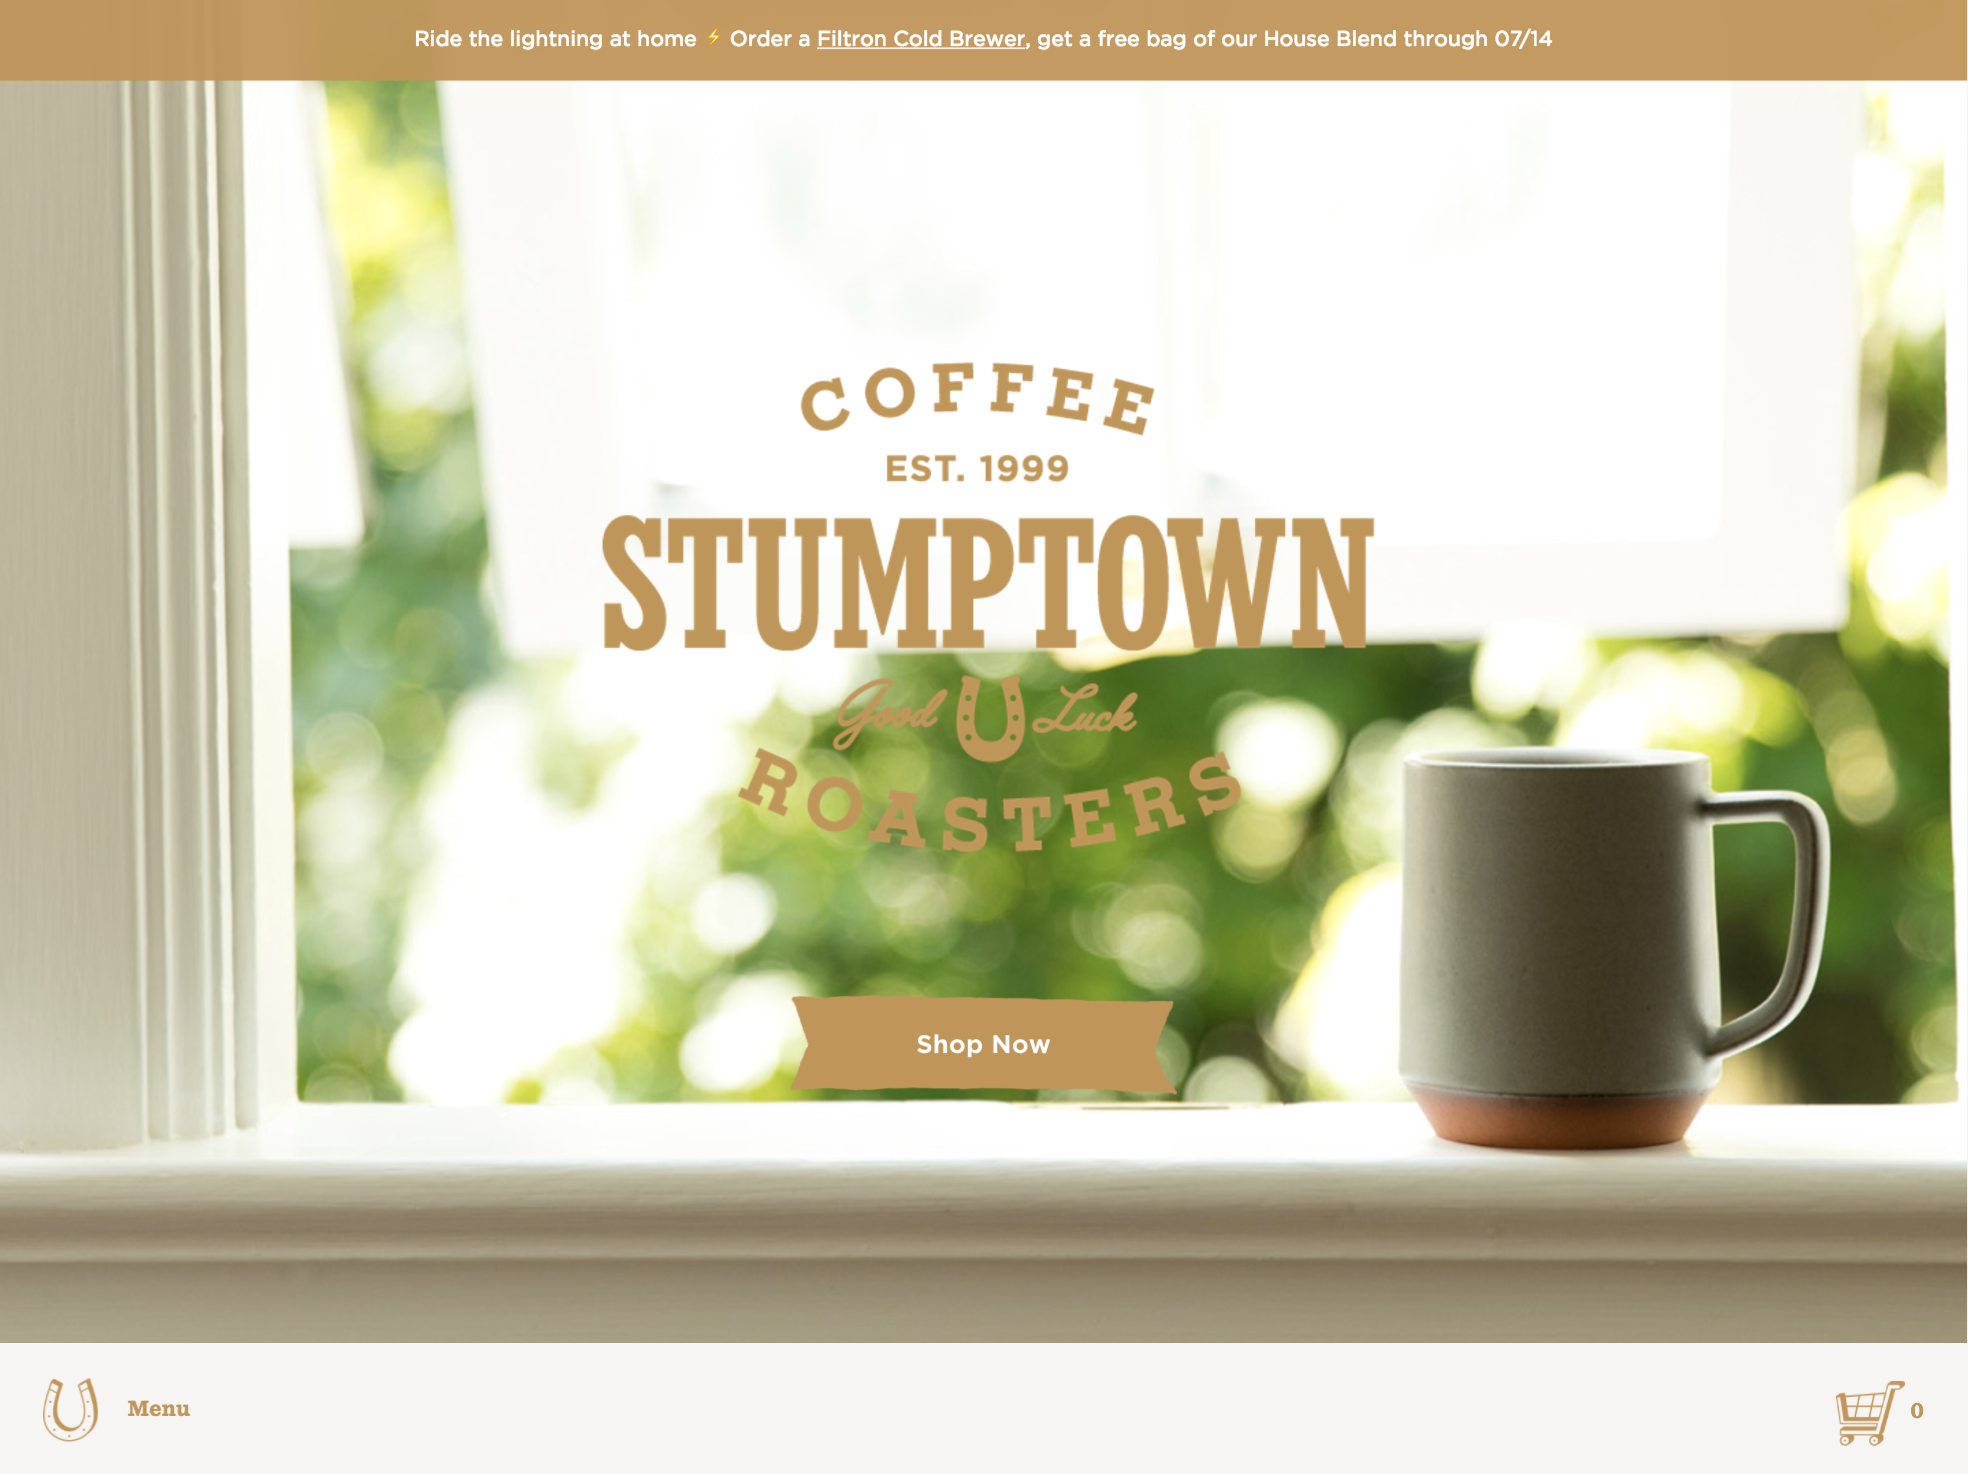 Ride the lightning at home ⚡ Order a Filtron Cold Brewer, get a free bag of our House Blend through 07/14
COFFEE
EST. 1999
STUMPTOWN
Good Luck
ROASTERS
Shop Now
Menu
0